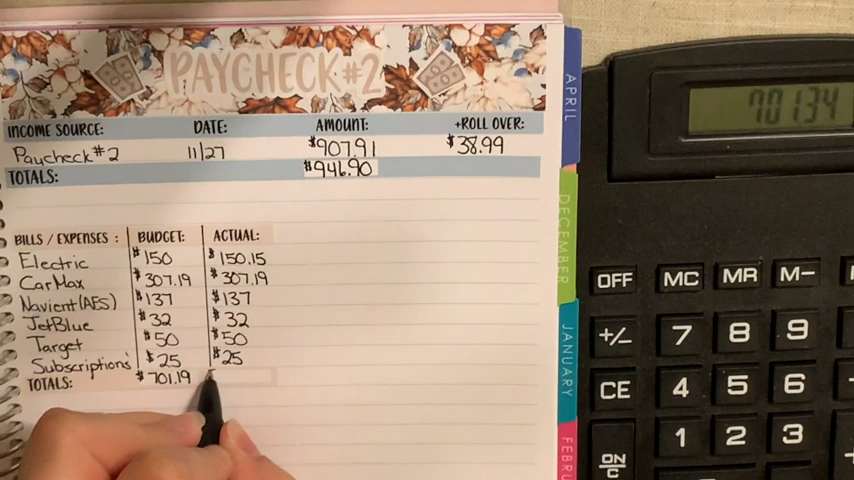 PAYCHECK #2
INCOME SOURCE: DATE: AMOUNT: +ROLL OVER:
Paycheck #2 11/27 $907.91 $38.99
TOTALS: $946.90
BILLS / EXPENSES : BUDGET: ACTUAL:
Electric $150 $150.15
CarMax $307.19 $307.19
Navient (AES) $137 $137
JetBlue $32 $32
Target $50 $50
Subscriptions $25 $25
TOTALS: $701.19
APRIL
DECEMBER
JANUARY
FEBRU
701.34
OFF MC MR M-
+/- 7 8 9
CE 4 5 6
ON/C 1 2 3